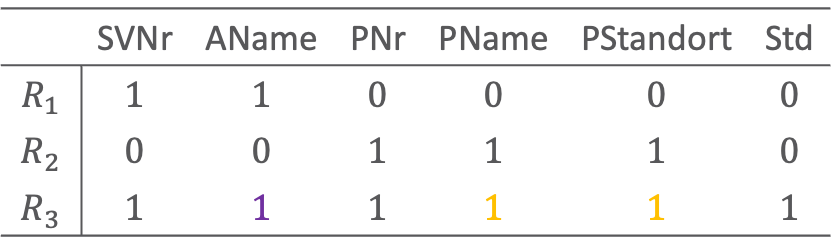 SVNr AName PNr PName PStandort Std
R₁ 1 1 0 0 0 0
R₂ 0 0 1 1 1 0
R₃ 1 1 1 1 1 1